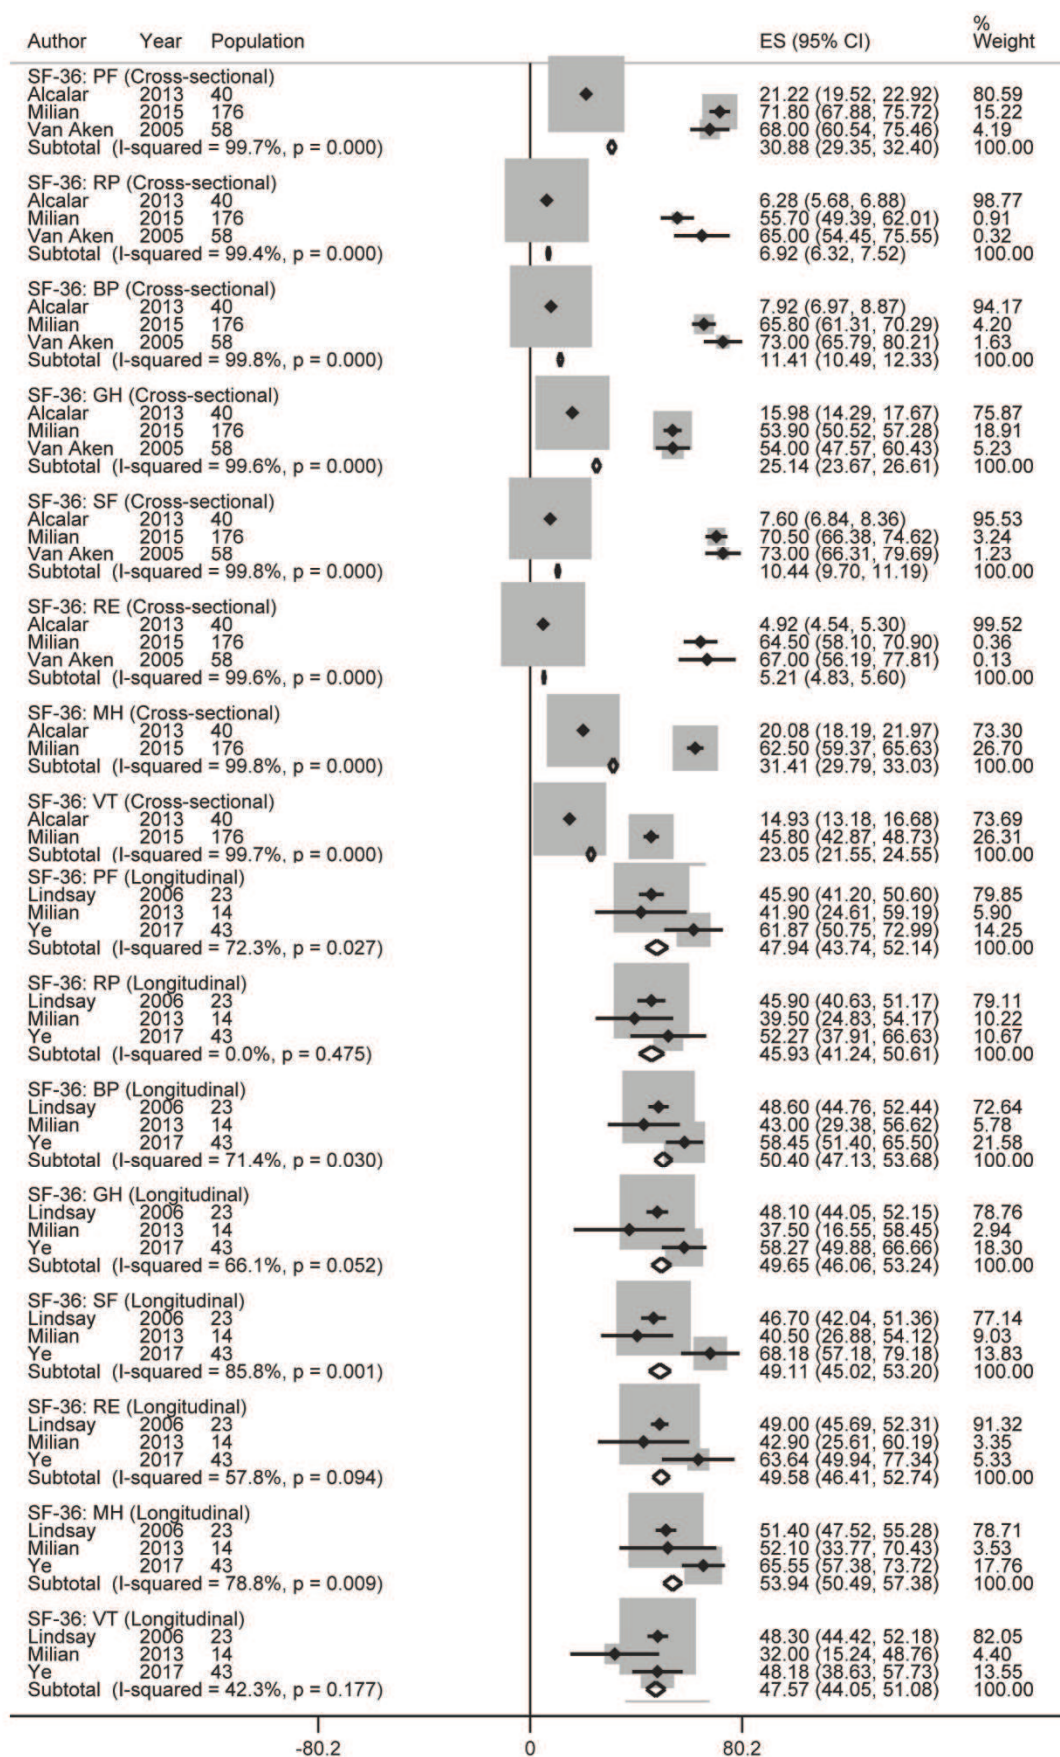 Author Year Population ES (95% CI) % Weight
SF-36: PF (Cross-sectional)
Alcalar 2013 40 21.22 (19.52, 22.92) 80.59
Milian 2015 176 71.80 (67.88, 75.72) 15.22
Van Aken 2005 58 68.00 (60.54, 75.46) 4.19
Subtotal (I-squared = 99.7%, p = 0.000) 30.88 (29.35, 32.40) 100.00
SF-36: RP (Cross-sectional)
Alcalar 2013 40 6.28 (5.68, 6.88) 98.77
Milian 2015 176 55.70 (49.39, 62.01) 0.91
Van Aken 2005 58 65.00 (54.45, 75.55) 0.32
Subtotal (I-squared = 99.4%, p = 0.000) 6.92 (6.32, 7.52) 100.00
SF-36: BP (Cross-sectional)
Alcalar 2013 40 7.92 (6.97, 8.87) 94.17
Milian 2015 176 65.80 (61.31, 70.29) 4.20
Van Aken 2005 58 73.00 (65.79, 80.21) 1.63
Subtotal (I-squared = 99.8%, p = 0.000) 11.41 (10.49, 12.33) 100.00
SF-36: GH (Cross-sectional)
Alcalar 2013 40 15.98 (14.29, 17.67) 75.87
Milian 2015 176 53.90 (50.52, 57.28) 18.91
Van Aken 2005 58 54.00 (47.57, 60.43) 5.23
Subtotal (I-squared = 99.6%, p = 0.000) 25.14 (23.67, 26.61) 100.00
SF-36: SF (Cross-sectional)
Alcalar 2013 40 7.60 (6.84, 8.36) 95.53
Milian 2015 176 70.50 (66.38, 74.62) 3.24
Van Aken 2005 58 73.00 (66.31, 79.69) 1.23
Subtotal (I-squared = 99.8%, p = 0.000) 10.44 (9.70, 11.19) 100.00
SF-36: RE (Cross-sectional)
Alcalar 2013 40 4.92 (4.54, 5.30) 99.52
Milian 2015 176 64.50 (58.10, 70.90) 0.36
Van Aken 2005 58 67.00 (56.19, 77.81) 0.13
Subtotal (I-squared = 99.6%, p = 0.000) 5.21 (4.83, 5.60) 100.00
SF-36: MH (Cross-sectional)
Alcalar 2013 40 20.08 (18.19, 21.97) 73.30
Milian 2015 176 62.50 (59.37, 65.63) 26.70
Subtotal (I-squared = 99.8%, p = 0.000) 31.41 (29.79, 33.03) 100.00
SF-36: VT (Cross-sectional)
Alcalar 2013 40 14.93 (13.18, 16.68) 73.69
Milian 2015 176 45.80 (42.87, 48.73) 26.31
Subtotal (I-squared = 99.7%, p = 0.000) 23.05 (21.55, 24.55) 100.00
SF-36: PF (Longitudinal)
Lindsay 2006 23 45.90 (41.20, 50.60) 79.85
Milian 2013 14 41.90 (24.61, 59.19) 5.90
Ye 2017 43 61.87 (50.75, 72.99) 14.25
Subtotal (I-squared = 72.3%, p = 0.027) 47.94 (43.74, 52.14) 100.00
SF-36: RP (Longitudinal)
Lindsay 2006 23 45.90 (40.63, 51.17) 79.11
Milian 2013 14 39.50 (24.83, 54.17) 10.22
Ye 2017 43 52.27 (37.91, 66.63) 10.67
Subtotal (I-squared = 0.0%, p = 0.475) 45.93 (41.24, 50.61) 100.00
SF-36: BP (Longitudinal)
Lindsay 2006 23 48.60 (44.76, 52.44) 72.64
Milian 2013 14 43.00 (29.38, 56.62) 5.78
Ye 2017 43 58.45 (51.40, 65.50) 21.58
Subtotal (I-squared = 71.4%, p = 0.030) 50.40 (47.13, 53.68) 100.00
SF-36: GH (Longitudinal)
Lindsay 2006 23 48.10 (44.05, 52.15) 78.76
Milian 2013 14 37.50 (16.55, 58.45) 2.94
Ye 2017 43 58.27 (49.88, 66.66) 18.30
Subtotal (I-squared = 66.1%, p = 0.052) 49.65 (46.06, 53.24) 100.00
SF-36: SF (Longitudinal)
Lindsay 2006 23 46.70 (42.04, 51.36) 77.14
Milian 2013 14 40.50 (26.88, 54.12) 9.03
Ye 2017 43 68.18 (57.18, 79.18) 13.83
Subtotal (I-squared = 85.8%, p = 0.001) 49.11 (45.02, 53.20) 100.00
SF-36: RE (Longitudinal)
Lindsay 2006 23 49.00 (45.69, 52.31) 91.32
Milian 2013 14 42.90 (25.61, 60.19) 3.35
Ye 2017 43 63.64 (49.94, 77.34) 5.33
Subtotal (I-squared = 57.8%, p = 0.094) 49.58 (46.41, 52.74) 100.00
SF-36: MH (Longitudinal)
Lindsay 2006 23 51.40 (47.52, 55.28) 78.71
Milian 2013 14 52.10 (33.77, 70.43) 3.53
Ye 2017 43 65.55 (57.38, 73.72) 17.76
Subtotal (I-squared = 78.8%, p = 0.009) 53.94 (50.49, 57.38) 100.00
SF-36: VT (Longitudinal)
Lindsay 2006 23 48.30 (44.42, 52.18) 82.05
Milian 2013 14 32.00 (15.24, 48.76) 4.40
Ye 2017 43 48.18 (38.63, 57.73) 13.55
Subtotal (I-squared = 42.3%, p = 0.177) 47.57 (44.05, 51.08) 100.00
-80.2 0 80.2